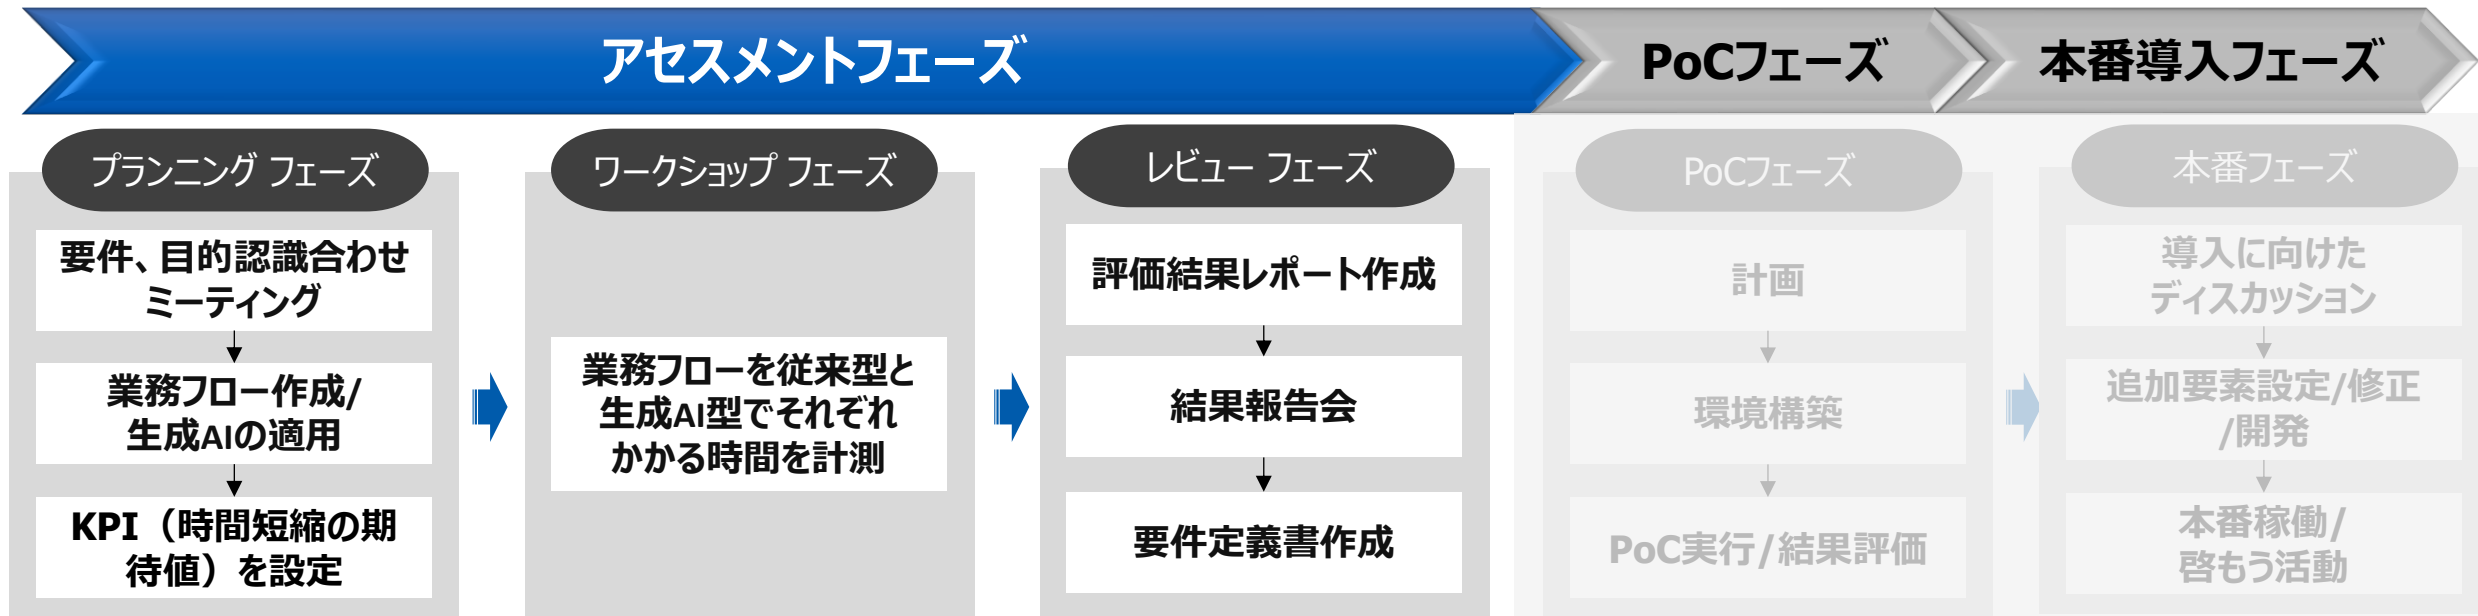 アセスメントフェーズ
PoCフェーズ
本番導入フェーズ
プランニング フェーズ
要件、目的認識合わせ
ミーティング
業務フロー作成/
生成AIの適用
KPI（時間短縮の期
待値）を設定
ワークショップ フェーズ
業務フローを従来型と
生成AI型でそれぞれ
かかる時間を計測
レビュー フェーズ
評価結果レポート作成
結果報告会
要件定義書作成
PoCフェーズ
計画
環境構築
PoC実行/結果評価
本番フェーズ
導入に向けた
ディスカッション
追加要素設定/修正
/開発
本番稼働/
啓もう活動